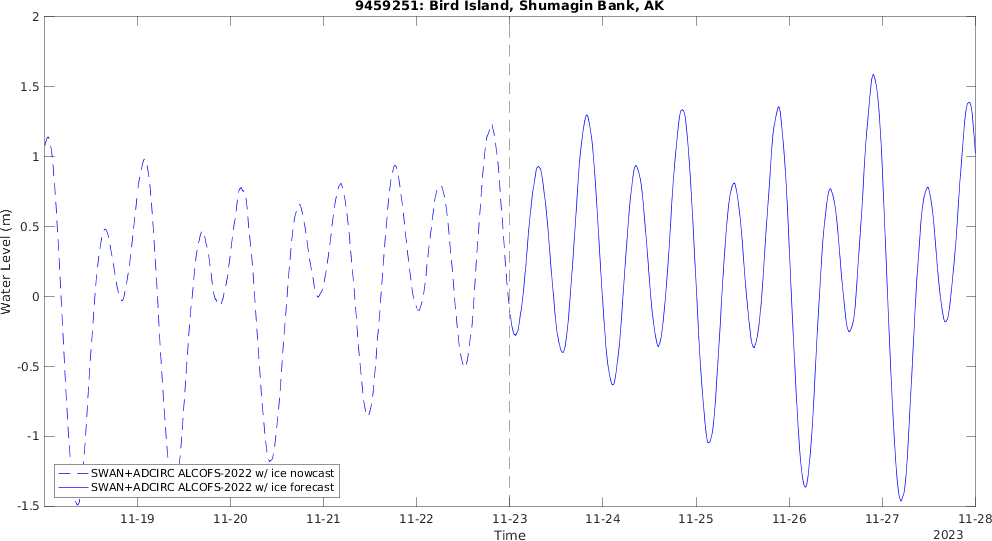 9459251: Bird Island, Shumagin Bank, AK
2
1.5
1
0.5
0
-0.5
-1
-1.5
Water Level (m)
SWAN+ADCIRC ALCOFS-2022 w/ ice nowcast
SWAN+ADCIRC ALCOFS-2022 w/ ice forecast
11-19 11-20 11-21 11-22 11-23 11-24 11-25 11-26 11-27 11-28
Time
2023